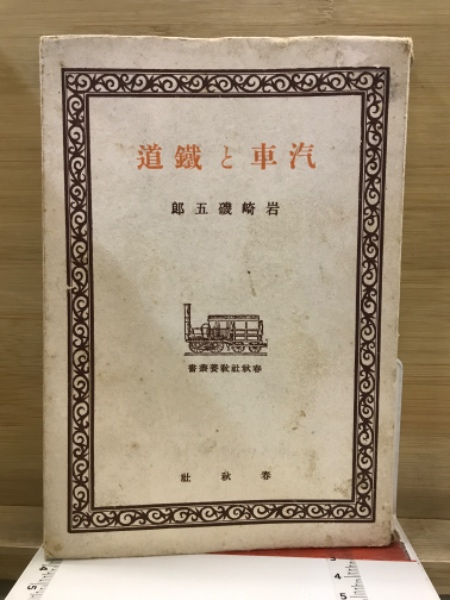 汽車と鐵道
岩崎磯五郎
春秋社教養叢書
春秋社